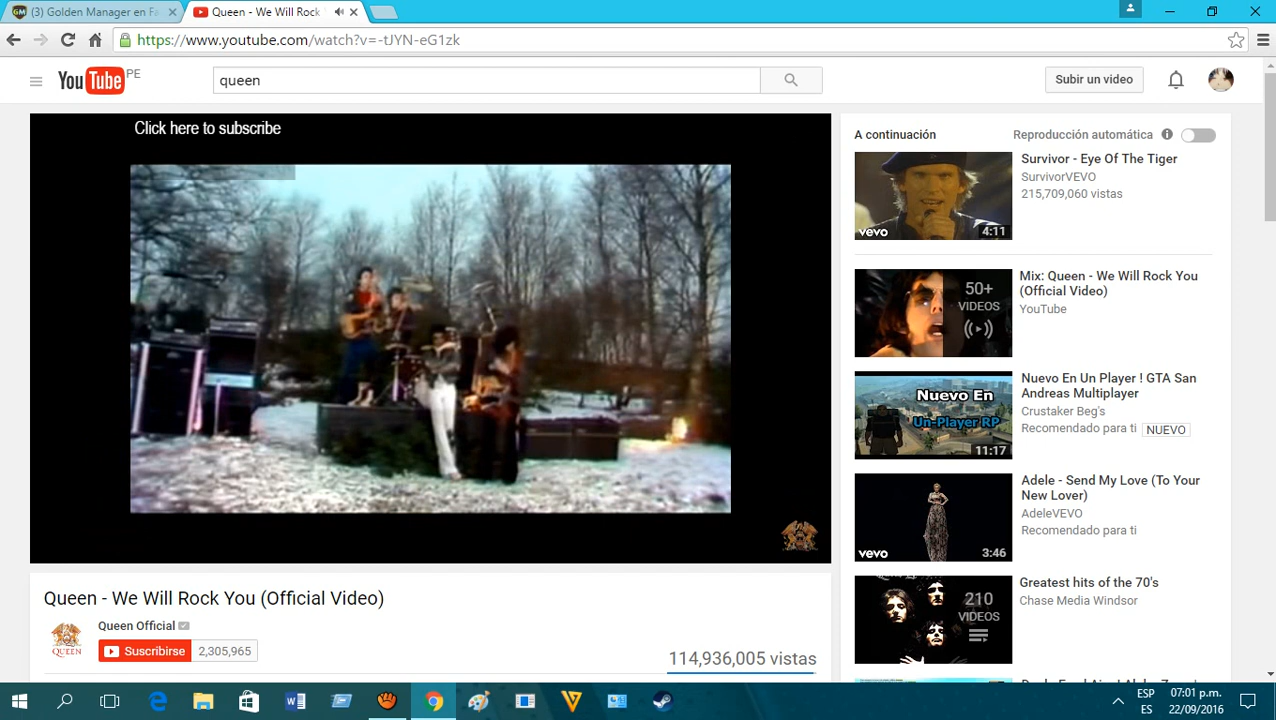 (3) Golden Manager en Fa
Queen - We Will Rock
https://www.youtube.com/watch?v=-tJYN-eG1zk
YouTube PE
queen
Subir un video
Click here to subscribe
A continuación
Reproducción automática
Survivor - Eye Of The Tiger
SurvivorVEVO
215,709,060 vistas
vevo
4:11
50+
VIDEOS
Mix: Queen - We Will Rock You
(Official Video)
YouTube
Nuevo En
Un-Player RP
11:17
Nuevo En Un Player ! GTA San
Andreas Multiplayer
Crustaker Beg's
Recomendado para ti NUEVO
vevo
3:46
Adele - Send My Love (To Your
New Lover)
AdeleVEVO
Recomendado para ti
210
VIDEOS
Greatest hits of the 70's
Chase Media Windsor
Queen - We Will Rock You (Official Video)
Queen Official
QUEEN
Suscribirse 2,305,965
114,936,005 vistas
ESP
ES
07:01 p.m.
22/09/2016